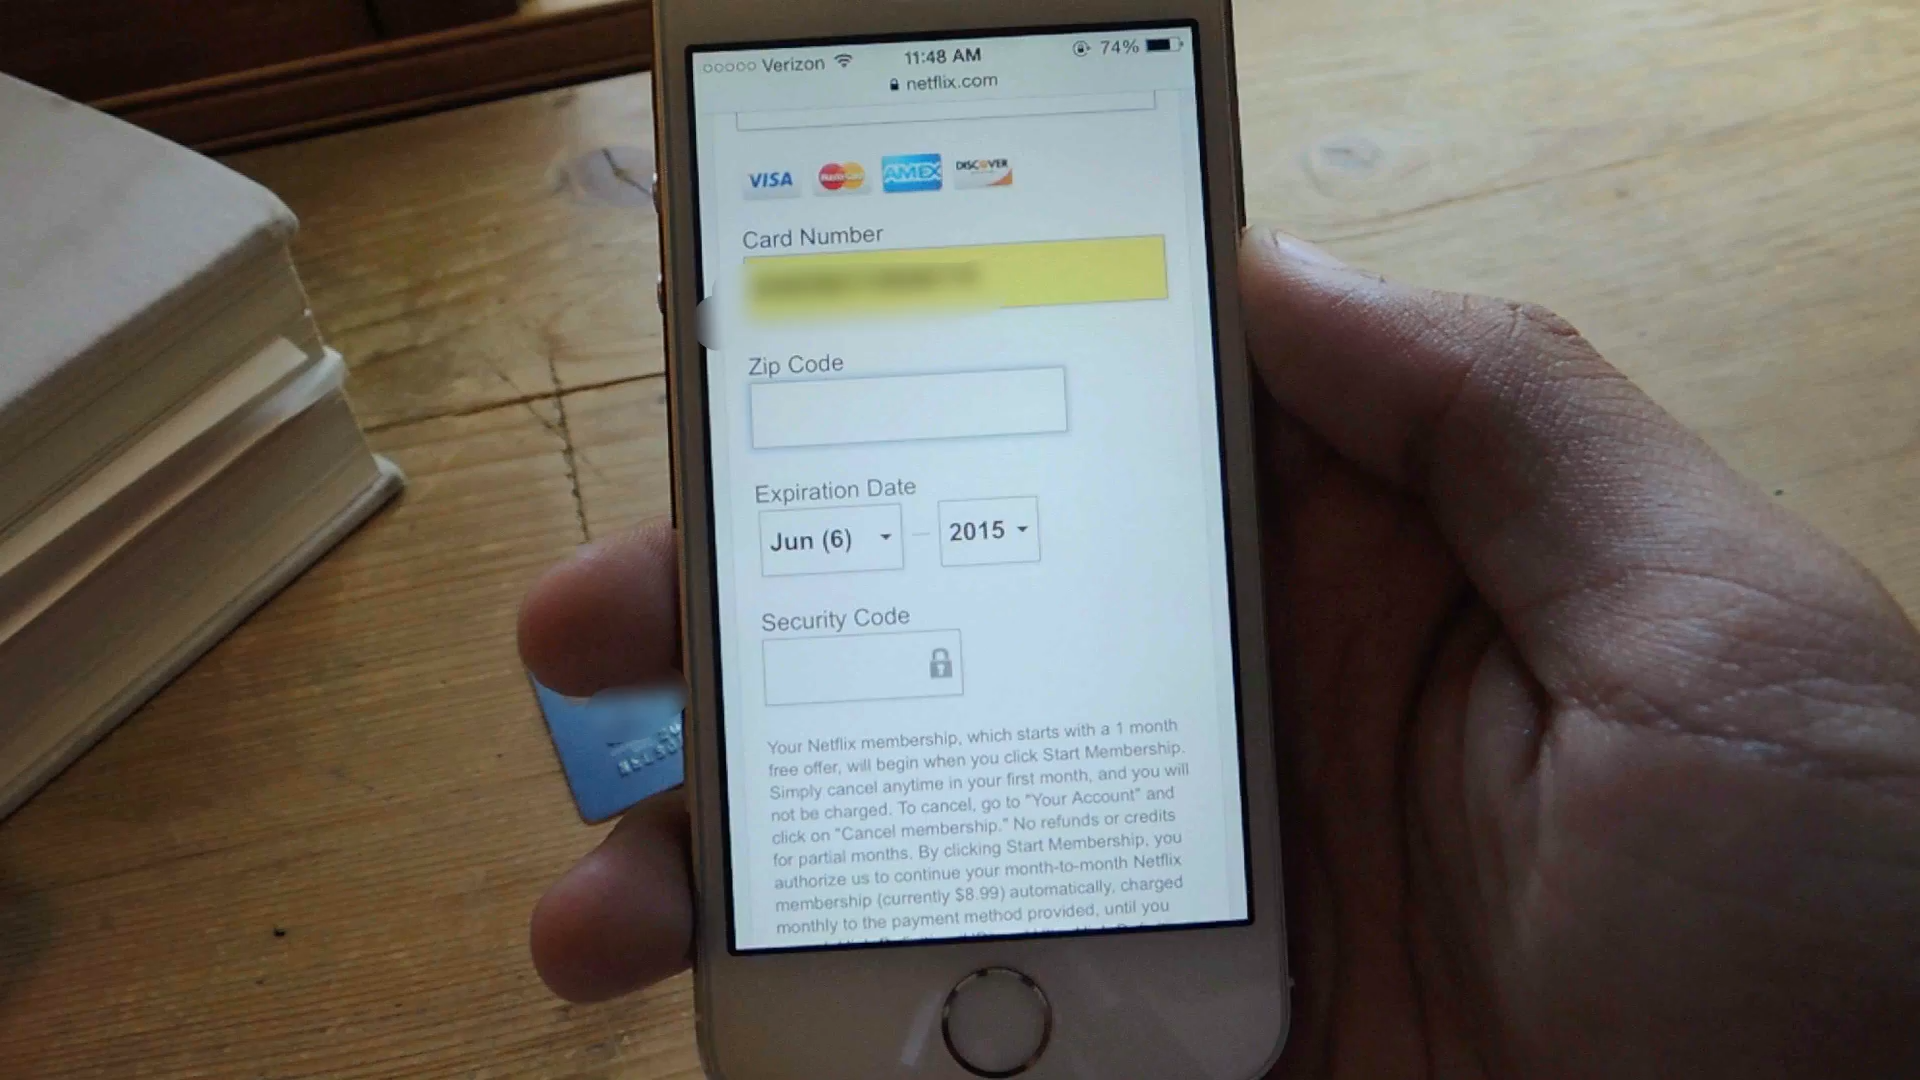 Verizon 11:48 AM 74%
netflix.com
VISA MasterCard AMEX DISCOVER
Card Number
Zip Code
Expiration Date
Jun (6) – 2015
Security Code
Your Netflix membership, which starts with a 1 month
free offer, will begin when you click Start Membership.
Simply cancel anytime in your first month, and you will
not be charged. To cancel, go to "Your Account" and
click on "Cancel membership." No refunds or credits
for partial months. By clicking Start Membership, you
authorize us to continue your month-to-month Netflix
membership (currently $8.99) automatically, charged
monthly to the payment method provided, until you